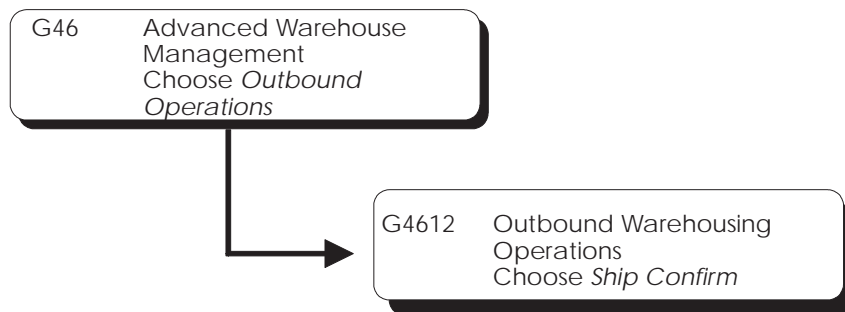 G46 Advanced Warehouse
Management
Choose Outbound
Operations
G4612 Outbound Warehousing
Operations
Choose Ship Confirm